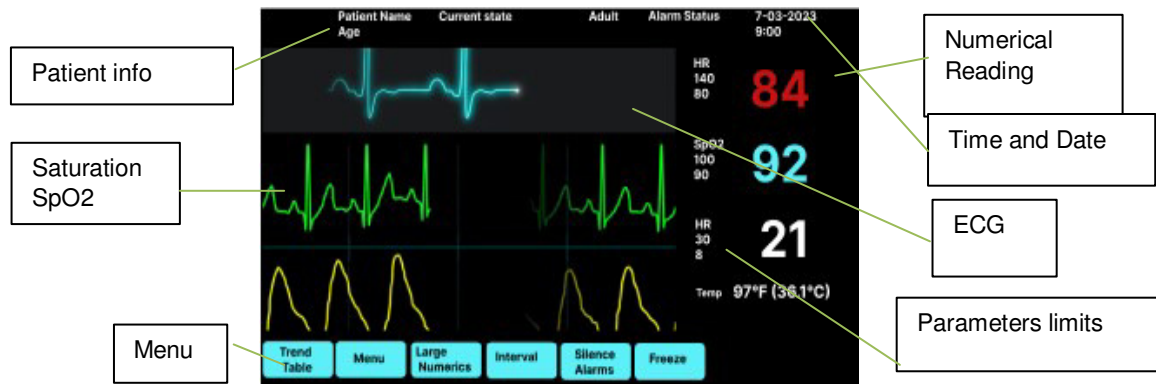 Patient Name Current state Adult Alarm Status 7-03-2023
Age 9:00
Patient info
Numerical
Reading
HR
140
80
84
Time and Date
Saturation
SpO2
SpO2
100
90
92
ECG
HR
30
8
21
Temp 97°F (36.1°C)
Parameters limits
Menu
Trend
Table
Menu
Large
Numerics
Interval
Silence
Alarms
Freeze